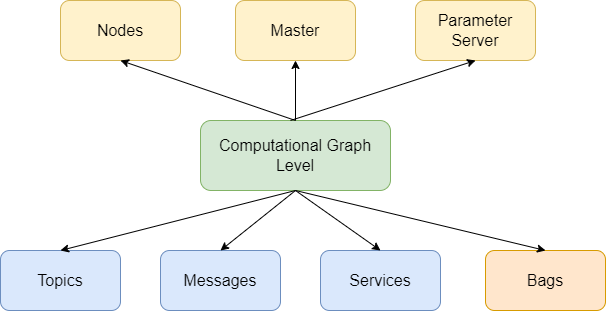 Nodes
Master
Parameter
Server
Computational Graph
Level
Topics
Messages
Services
Bags